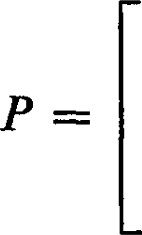 P = [